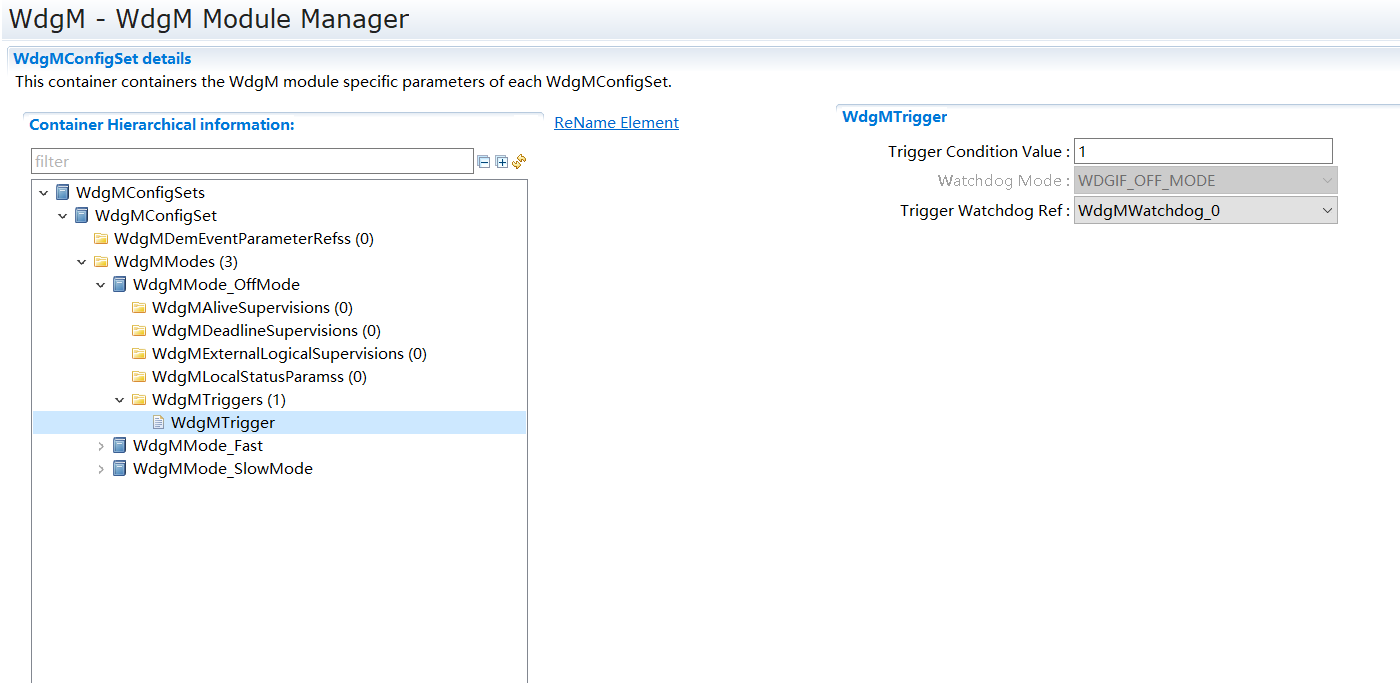 WdgM - WdgM Module Manager
WdgMConfigSet details
This container containers the WdgM module specific parameters of each WdgMConfigSet.
Container Hierarchical information:
ReName Element
filter
WdgMConfigSets
WdgMConfigSet
WdgMDemEventParameterRefss (0)
WdgMModes (3)
WdgMMode_OffMode
WdgMAliveSupervisions (0)
WdgMDeadlineSupervisions (0)
WdgMExternalLogicalSupervisions (0)
WdgMLocalStatusParamss (0)
WdgMTriggers (1)
WdgMTrigger
WdgMMode_Fast
WdgMMode_SlowMode
WdgMTrigger
Trigger Condition Value : 1
Watchdog Mode : WDGIF_OFF_MODE
Trigger Watchdog Ref : WdgMWatchdog_0